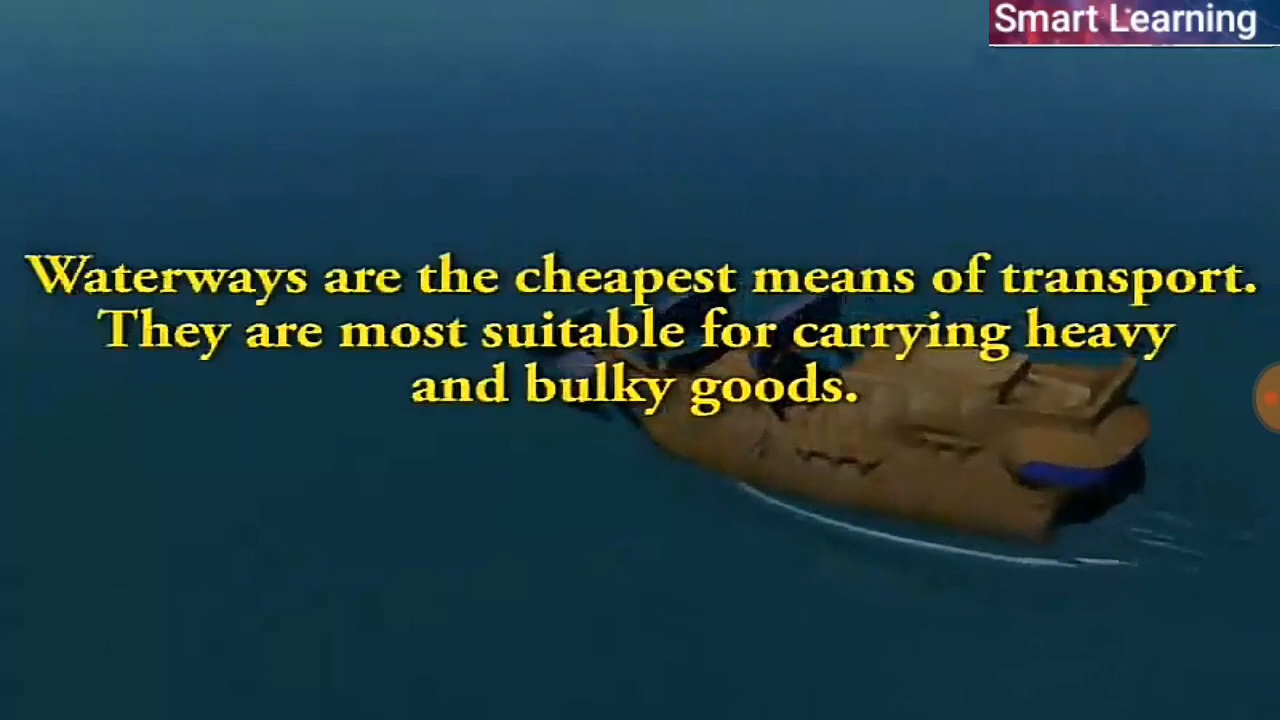 Smart Learning
Waterways are the cheapest means of transport.
They are most suitable for carrying heavy
and bulky goods.